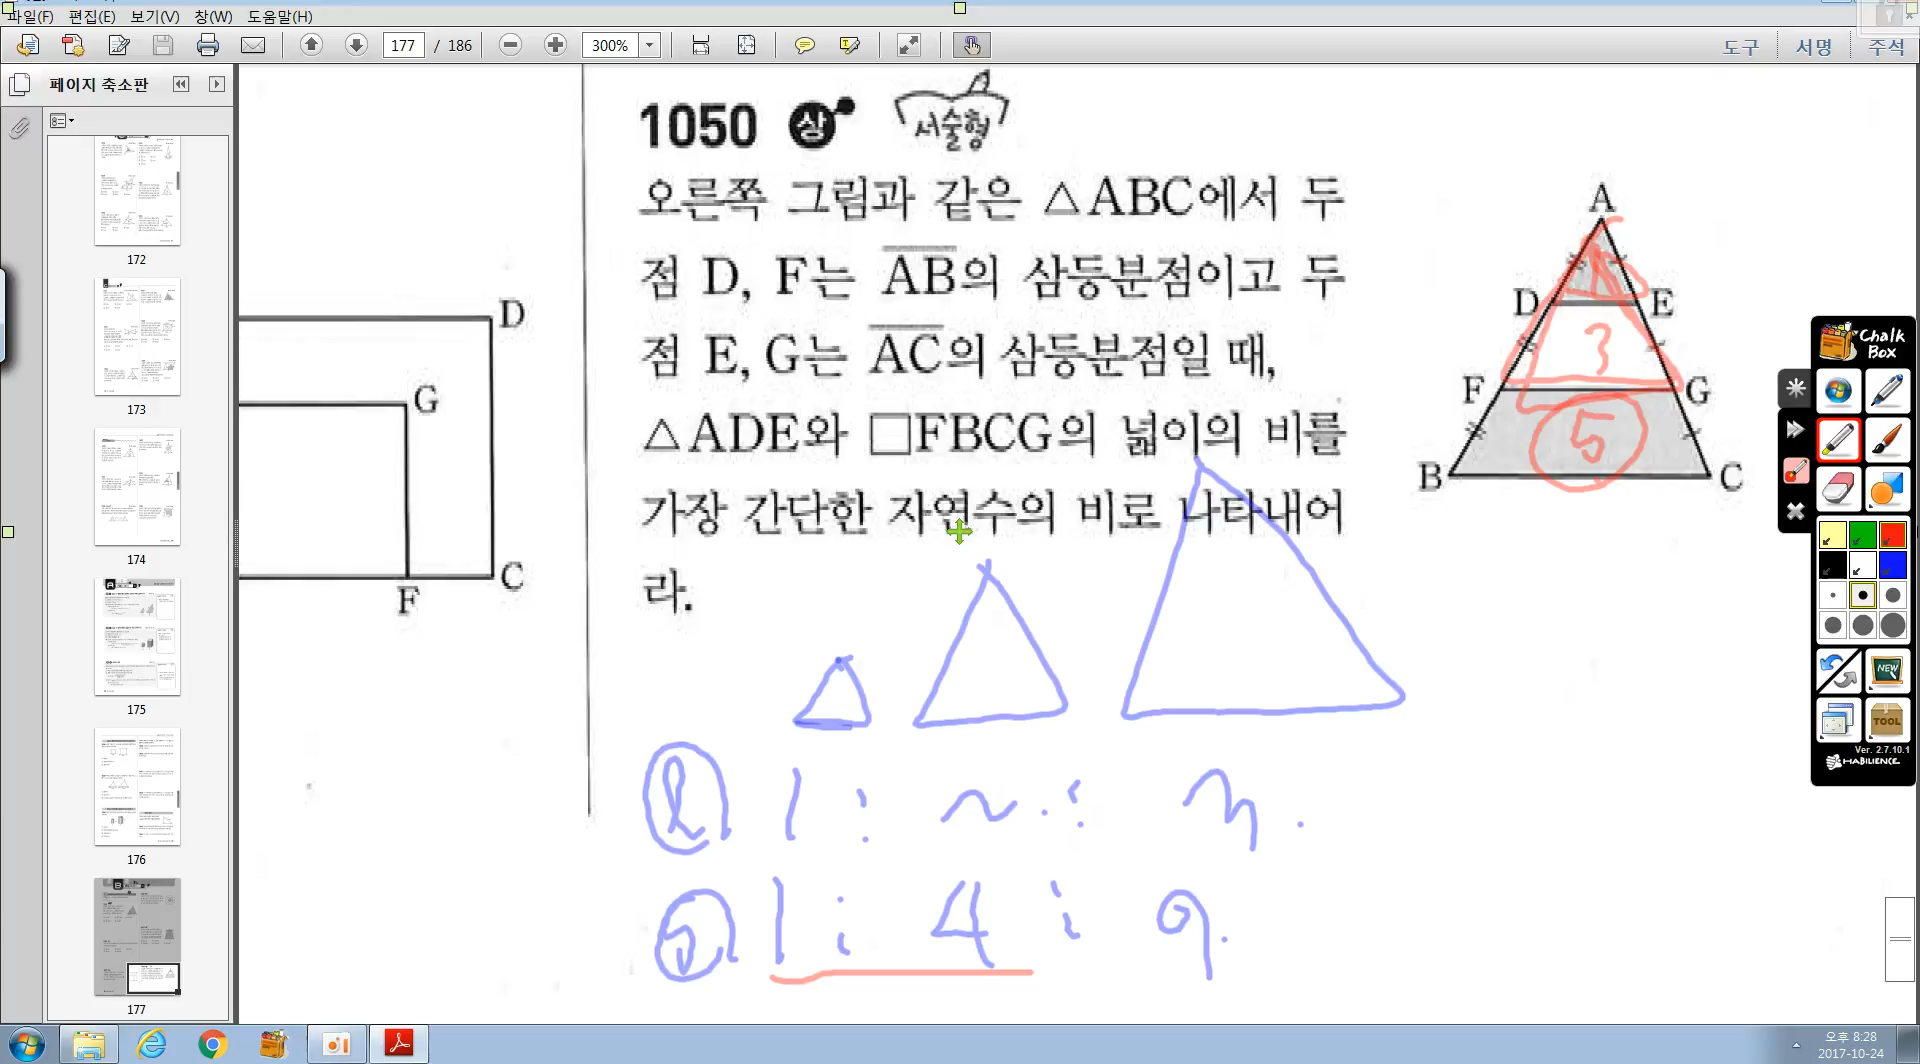 파일(F) 편집(E) 보기(V) 창(W) 도움말(H)
177 / 186 300% 도구 서명 주석
페이지 축소판
172
173
174
175
176
177
D
G
C
F
1050 상 서술형
오른쪽 그림과 같은 △ABC에서 두
점 D, F는 AB의 삼등분점이고 두
점 E, G는 AC의 삼등분점일 때,
△ADE와 □FBCG의 넓이의 비를
가장 간단한 자연수의 비로 나타내어
라.
A
D E
3
F G
5
B C
1 : 2 : 3
1 : 4 : 9
Chalk
Box
NEW
TOOL
Ver. 2.7.10.1
HABILIENCE
오후 8:28
2017-10-24